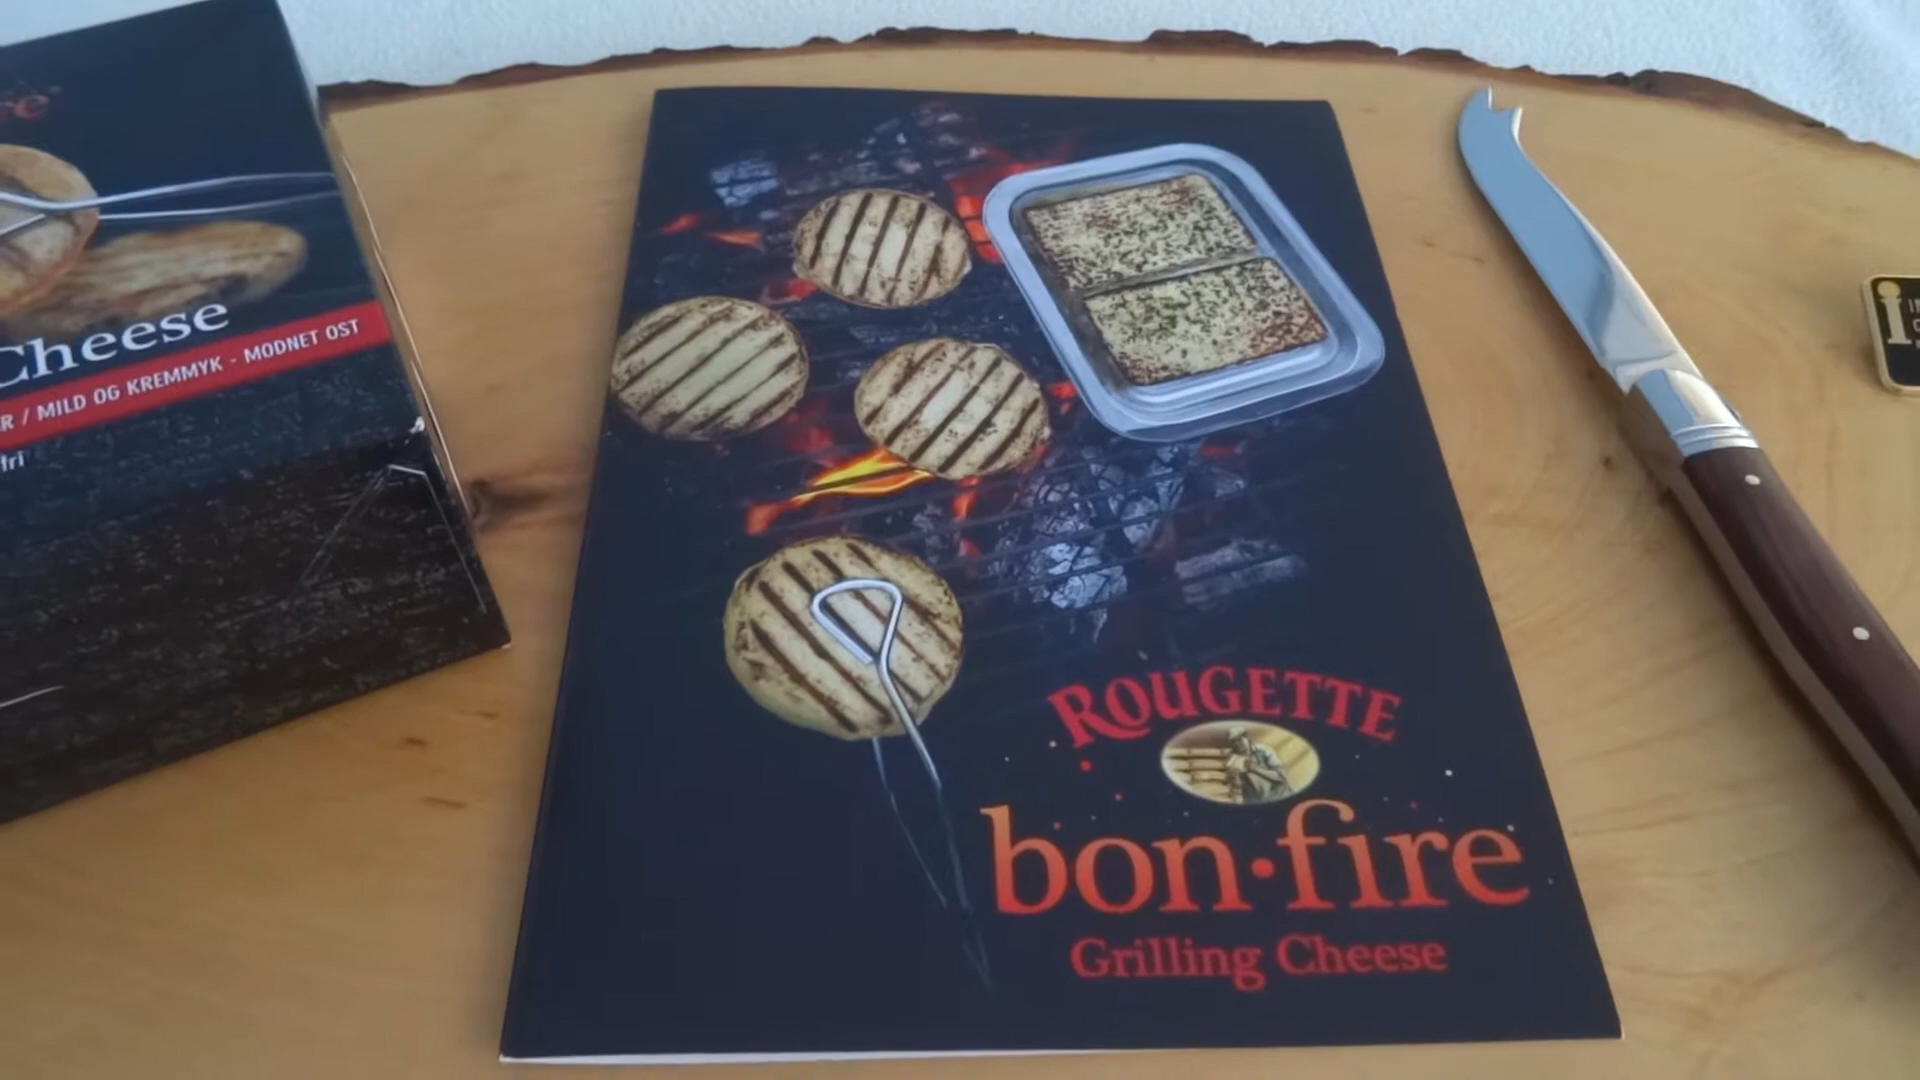 Cheese
R / MILD OG KREMMYK - MODNET OST
ROUGETTE
bon·fire
Grilling Cheese